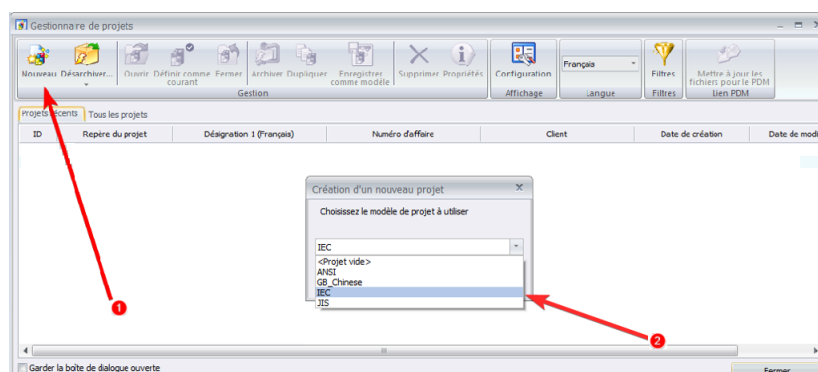 Gestionnaire de projets
Nouveau Désarchiver... Ouvrir Définir comme courant Fermer Archiver Dupliquer Enregistrer comme modèle Supprimer Propriétés Configuration Français Filtres Mettre à jour les fichiers pour le PDM
Gestion Affichage Langue Filtres Lien PDM
Projets récents Tous les projets
ID Repère du projet Désignation 1 (Français) Numéro d'affaire Client Date de création Date de modi
Création d'un nouveau projet x
Choisissez le modèle de projet à utiliser
IEC
<Projet vide>
ANSI
GB_Chinese
IEC
JIS
1
2
Garder la boîte de dialogue ouverte
Fermer